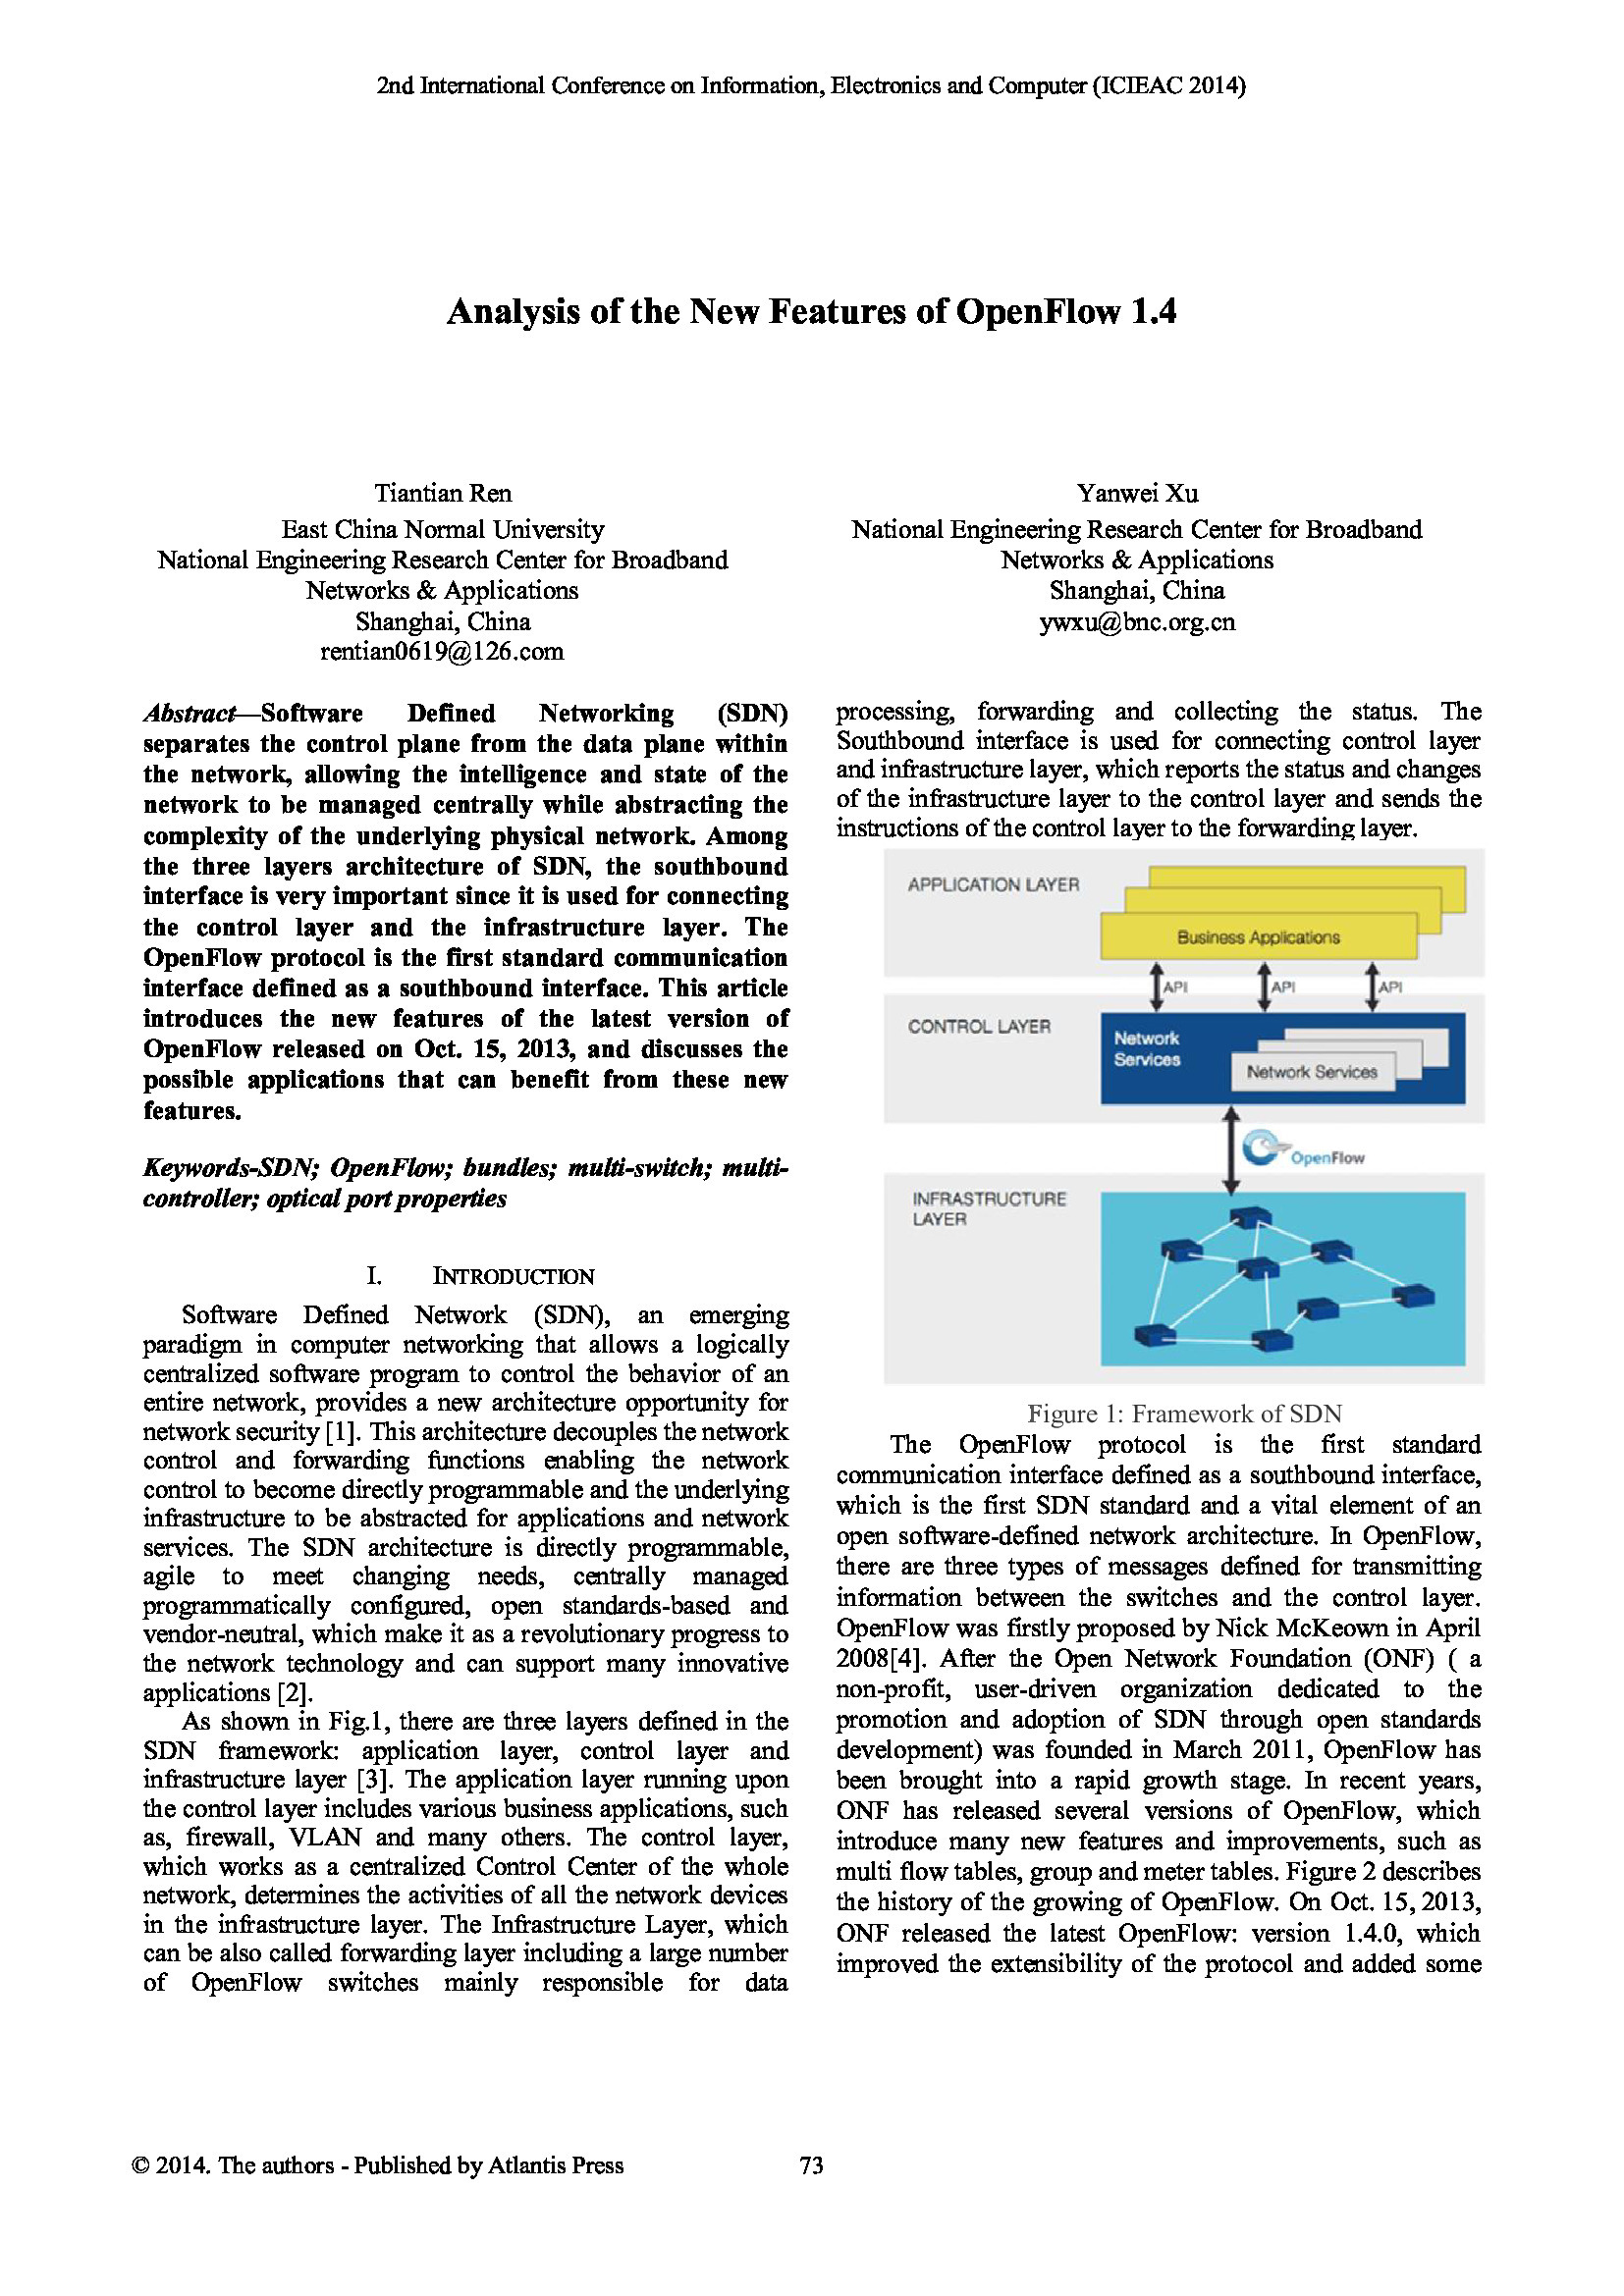 2nd International Conference on Information, Electronics and Computer (ICIEAC 2014)
Analysis of the New Features of OpenFlow 1.4
Tiantian Ren
East China Normal University
National Engineering Research Center for Broadband
Networks & Applications
Shanghai, China
rentian0619@126.com
Yanwei Xu
National Engineering Research Center for Broadband
Networks & Applications
Shanghai, China
ywxu@bnc.org.cn
Abstract—Software Defined Networking (SDN)
separates the control plane from the data plane within
the network, allowing the intelligence and state of the
network to be managed centrally while abstracting the
complexity of the underlying physical network. Among
the three layers architecture of SDN, the southbound
interface is very important since it is used for connecting
the control layer and the infrastructure layer. The
OpenFlow protocol is the first standard communication
interface defined as a southbound interface. This article
introduces the new features of the latest version of
OpenFlow released on Oct. 15, 2013, and discusses the
possible applications that can benefit from these new
features.
Keywords-SDN; OpenFlow; bundles; multi-switch; multi-
controller; optical port properties
I. INTRODUCTION
Software Defined Network (SDN), an emerging
paradigm in computer networking that allows a logically
centralized software program to control the behavior of an
entire network, provides a new architecture opportunity for
network security [1]. This architecture decouples the network
control and forwarding functions enabling the network
control to become directly programmable and the underlying
infrastructure to be abstracted for applications and network
services. The SDN architecture is directly programmable,
agile to meet changing needs, centrally managed
programmatically configured, open standards-based and
vendor-neutral, which make it as a revolutionary progress to
the network technology and can support many innovative
applications [2].
As shown in Fig.1, there are three layers defined in the
SDN framework: application layer, control layer and
infrastructure layer [3]. The application layer running upon
the control layer includes various business applications, such
as, firewall, VLAN and many others. The control layer,
which works as a centralized Control Center of the whole
network, determines the activities of all the network devices
in the infrastructure layer. The Infrastructure Layer, which
can be also called forwarding layer including a large number
of OpenFlow switches mainly responsible for data
processing, forwarding and collecting the status. The
Southbound interface is used for connecting control layer
and infrastructure layer, which reports the status and changes
of the infrastructure layer to the control layer and sends the
instructions of the control layer to the forwarding layer.
APPLICATION LAYER
Business Applications
API API API
CONTROL LAYER
Network
Services
Network Services
OpenFlow
INFRASTRUCTURE
LAYER
Figure 1: Framework of SDN
The OpenFlow protocol is the first standard
communication interface defined as a southbound interface,
which is the first SDN standard and a vital element of an
open software-defined network architecture. In OpenFlow,
there are three types of messages defined for transmitting
information between the switches and the control layer.
OpenFlow was firstly proposed by Nick McKeown in April
2008[4]. After the Open Network Foundation (ONF) ( a
non-profit, user-driven organization dedicated to the
promotion and adoption of SDN through open standards
development) was founded in March 2011, OpenFlow has
been brought into a rapid growth stage. In recent years,
ONF has released several versions of OpenFlow, which
introduce many new features and improvements, such as
multi flow tables, group and meter tables. Figure 2 describes
the history of the growing of OpenFlow. On Oct. 15, 2013,
ONF released the latest OpenFlow: version 1.4.0, which
improved the extensibility of the protocol and added some
© 2014. The authors - Published by Atlantis Press
73